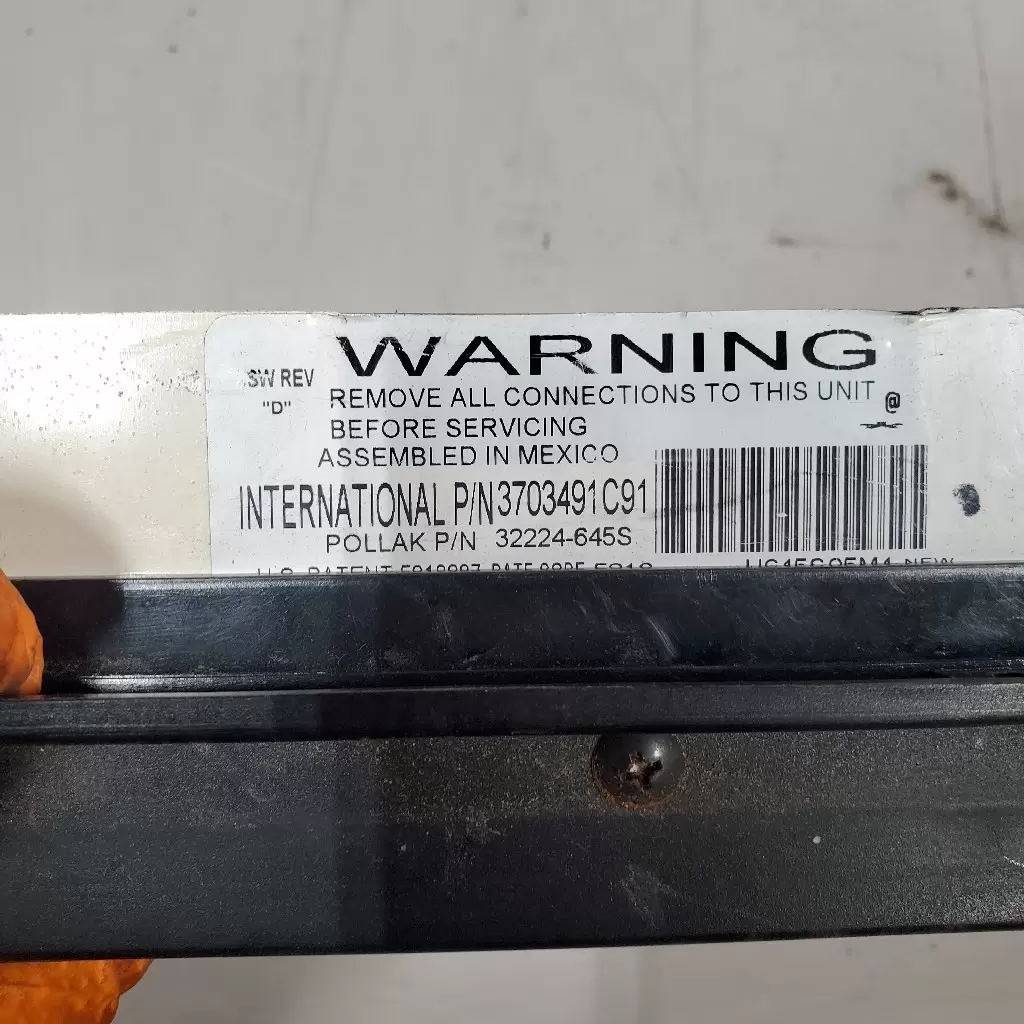 WARNING
SW REV
"D"
REMOVE ALL CONNECTIONS TO THIS UNIT
@
BEFORE SERVICING
ASSEMBLED IN MEXICO
INTERNATIONAL P/N 3703491C91
POLLAK P/N 32224-645S
U.S. PATENT